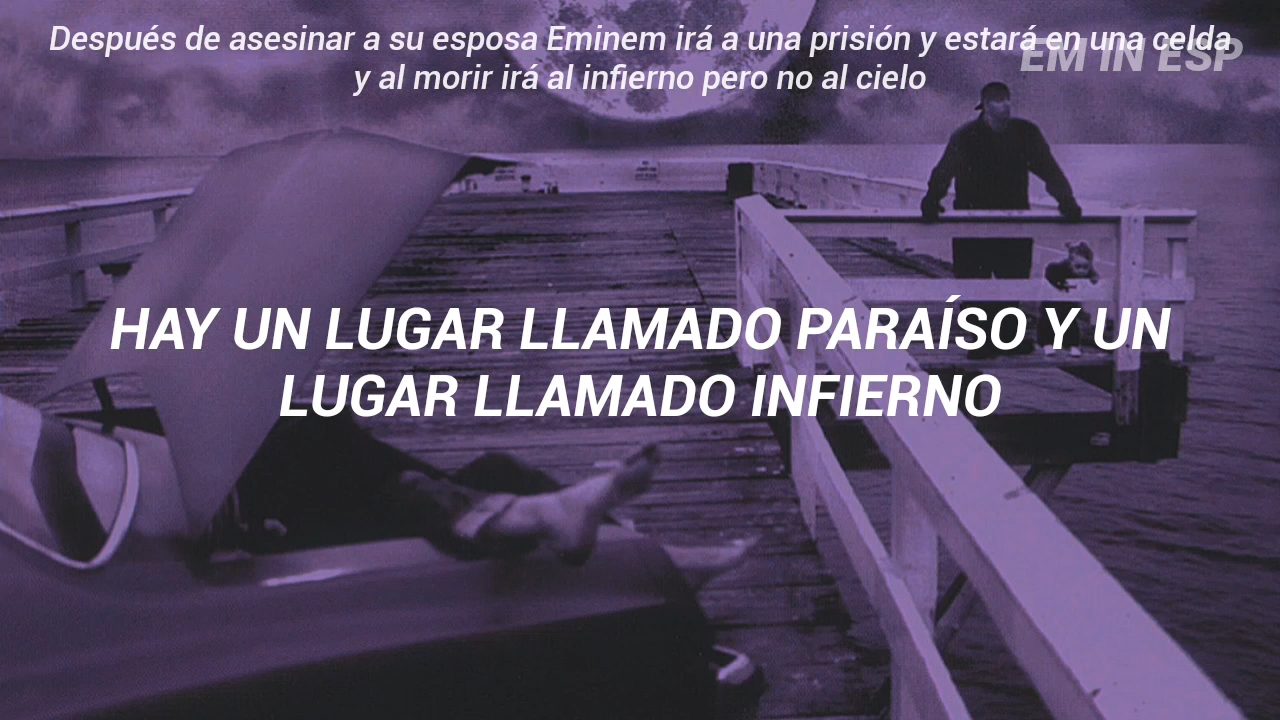 Después de asesinar a su esposa Eminem irá a una prisión y estará en una celda
y al morir irá al infierno pero no al cielo
EM IN ESP
HAY UN LUGAR LLAMADO PARAÍSO Y UN
LUGAR LLAMADO INFIERNO